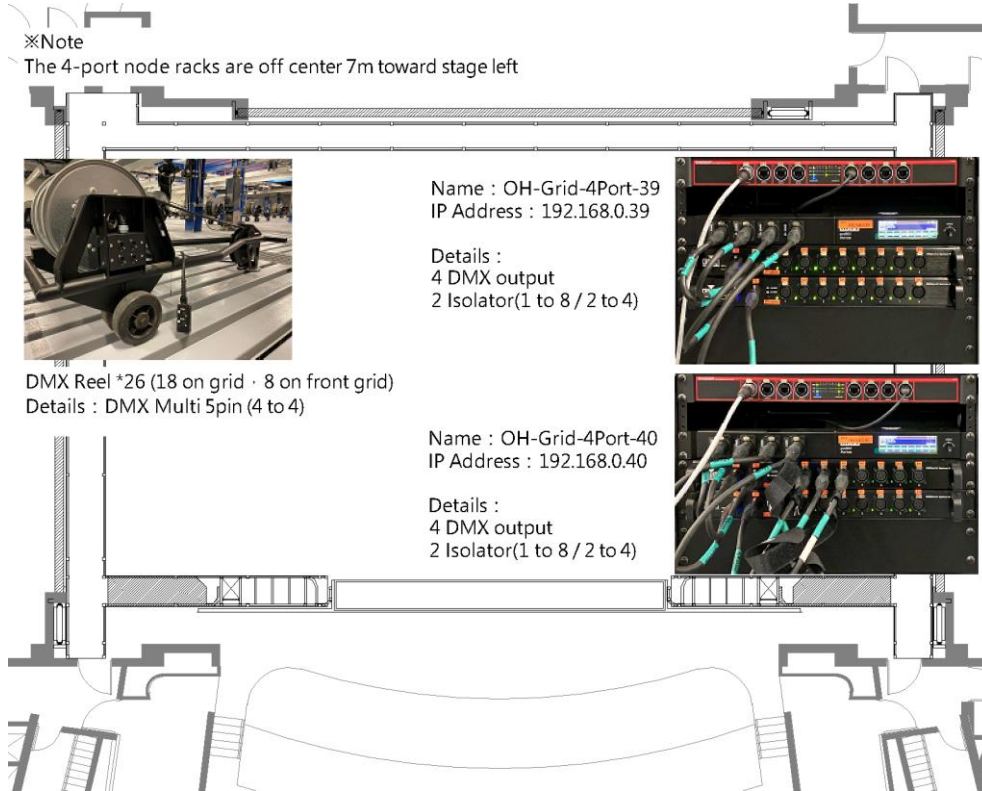 ※Note
The 4-port node racks are off center 7m toward stage left
Name：OH-Grid-4Port-39
IP Address：192.168.0.39
Details：
4 DMX output
2 Isolator(1 to 8 / 2 to 4)
DMX Reel *26 (18 on grid，8 on front grid)
Details：DMX Multi 5pin (4 to 4)
Name：OH-Grid-4Port-40
IP Address：192.168.0.40
Details：
4 DMX output
2 Isolator(1 to 8 / 2 to 4)